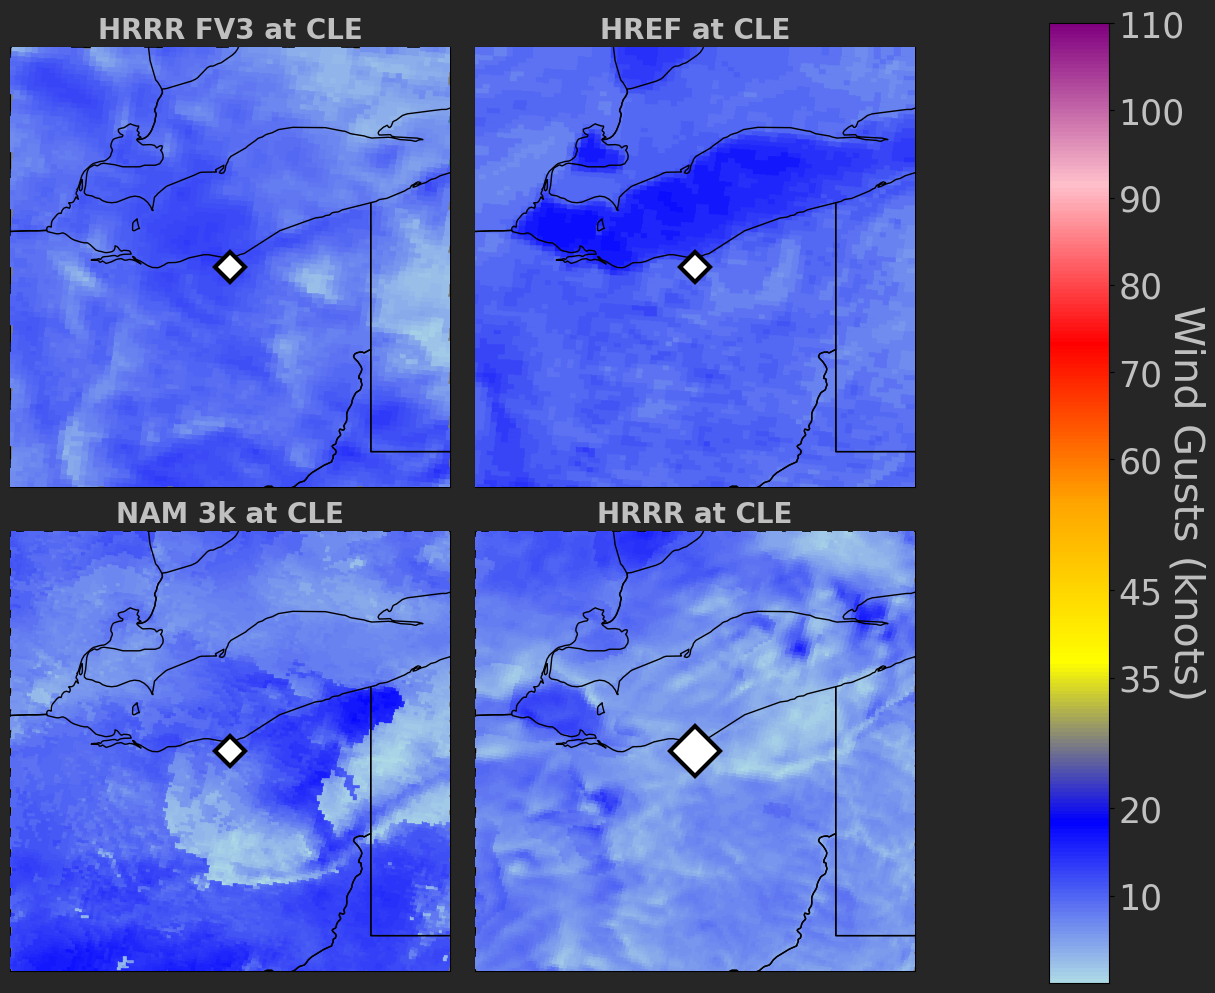 HRRR FV3 at CLE
HREF at CLE
NAM 3k at CLE
HRRR at CLE
110
100
90
80
70
60
45
35
20
10
Wind Gusts (knots)